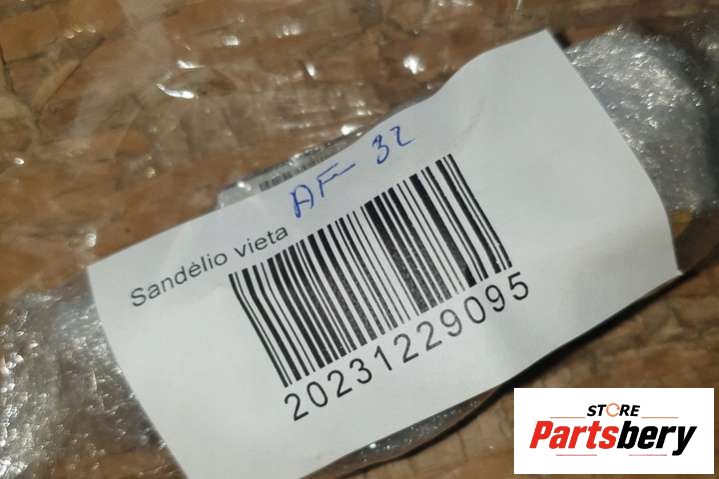 Sandėlio vieta AF-32
20231229095
STORE
Partsbery